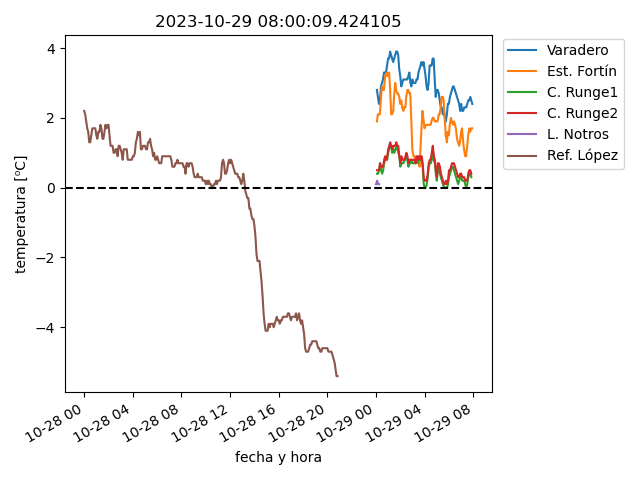 2023-10-29 08:00:09.424105
4
2
0
−2
−4
temperatura [ºC]
10-28 00
10-28 04
10-28 08
10-28 12
10-28 16
10-28 20
10-29 00
10-29 04
10-29 08
fecha y hora
Varadero
Est. Fortín
C. Runge1
C. Runge2
L. Notros
Ref. López